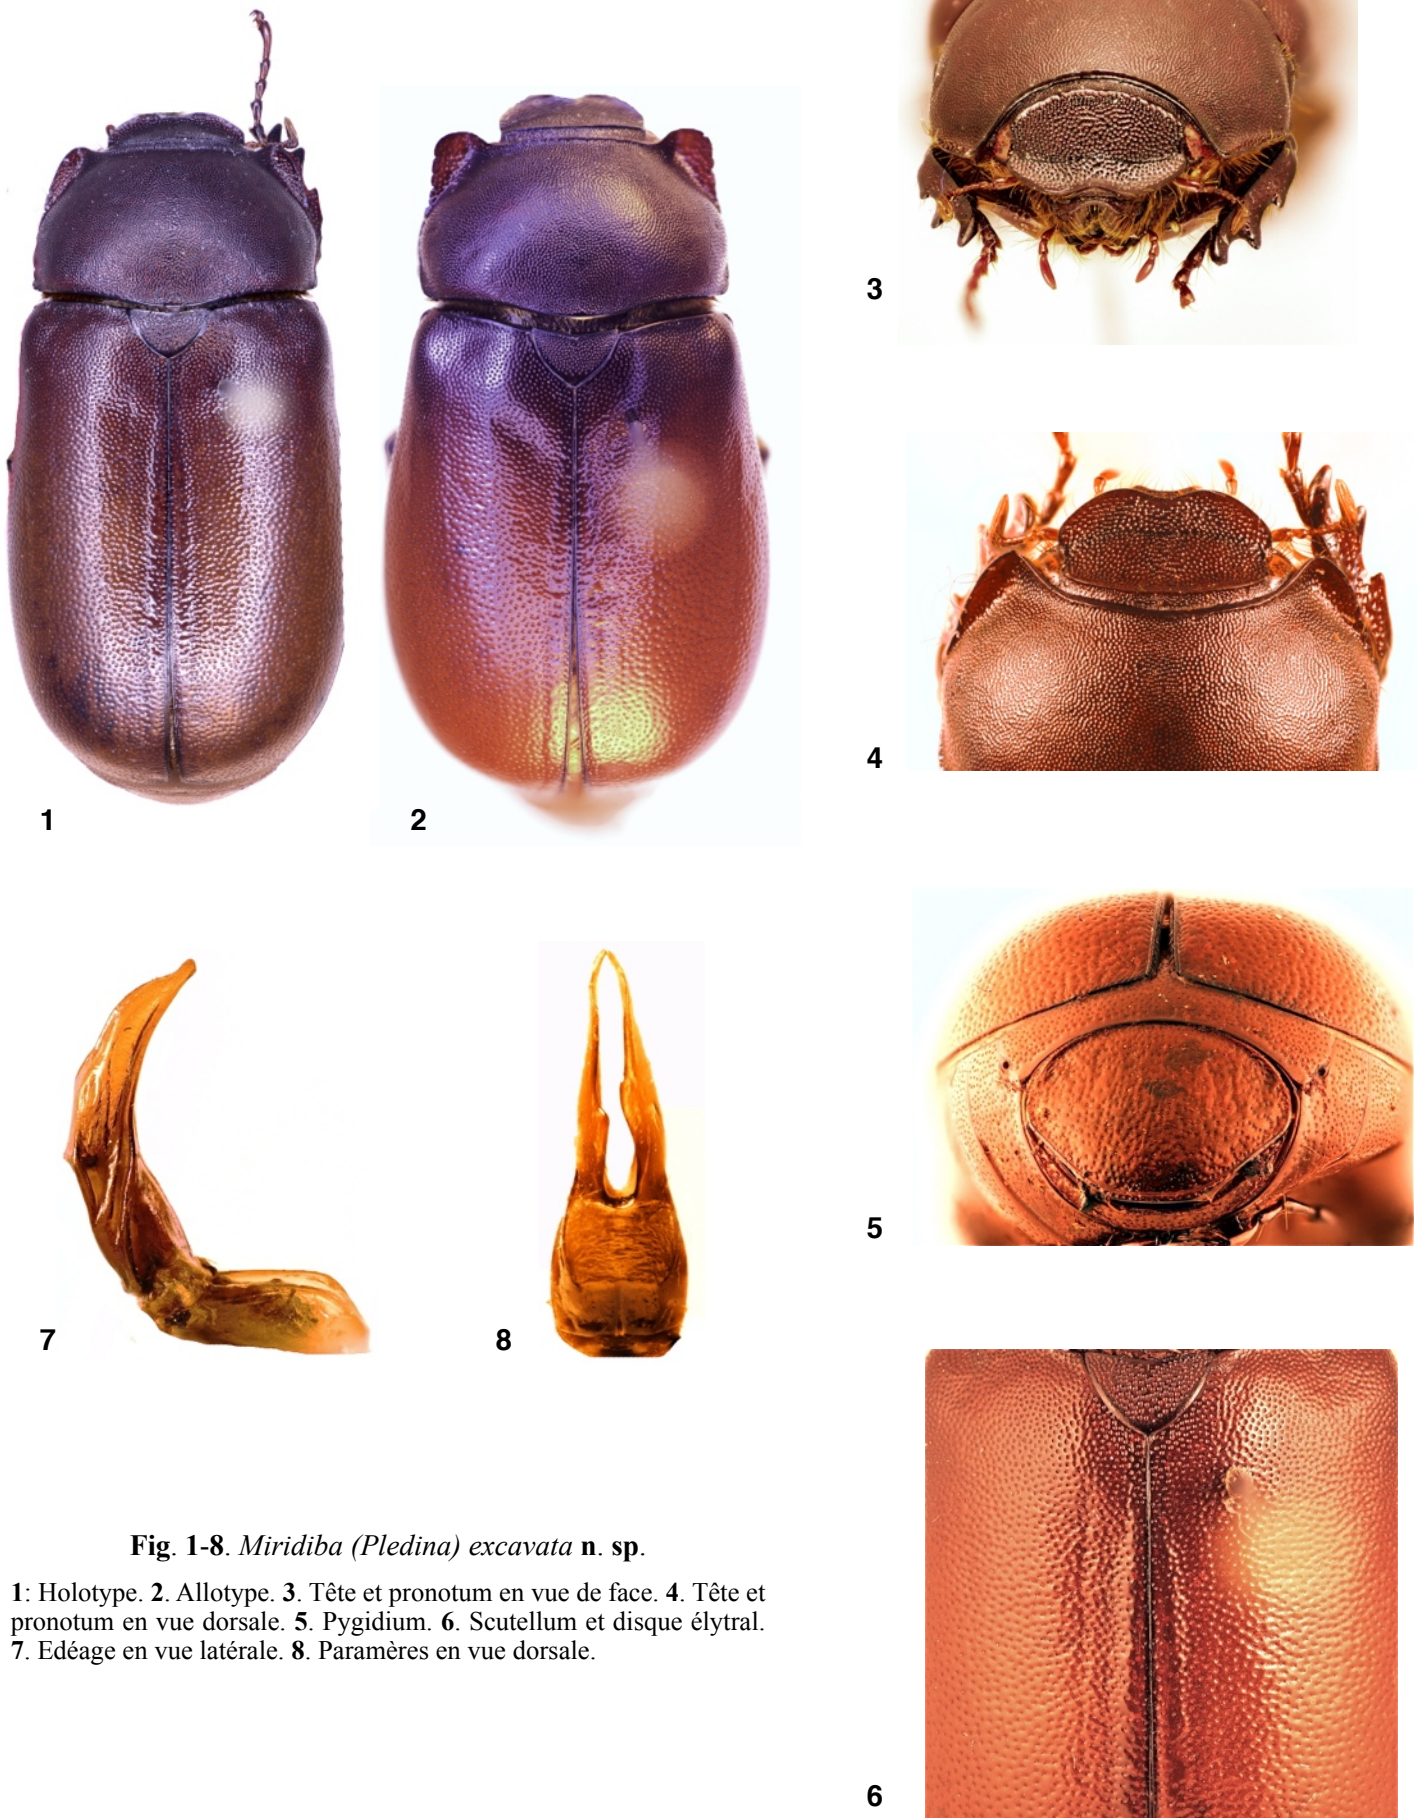 3
4
1
2
5
7
8
Fig. 1-8. Miridiba (Pledina) excavata n. sp.
1: Holotype. 2. Allotype. 3. Tête et pronotum en vue de face. 4. Tête et
pronotum en vue dorsale. 5. Pygidium. 6. Scutellum et disque élytral.
7. Edéage en vue latérale. 8. Paramères en vue dorsale.
6